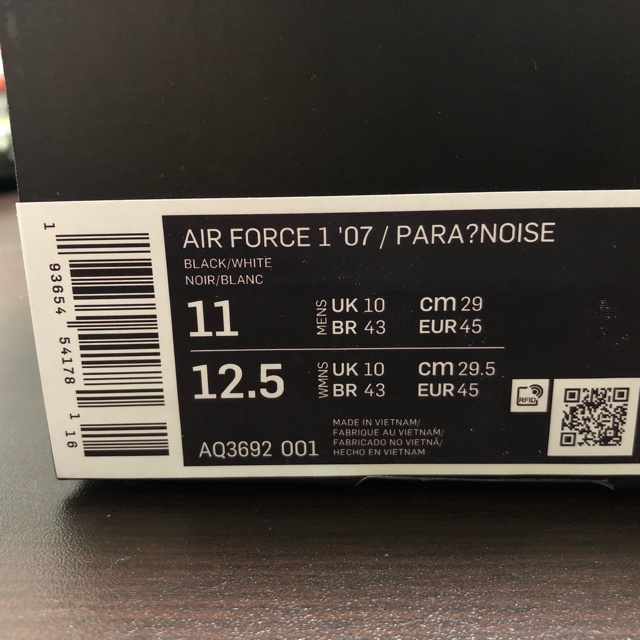 AIR FORCE 1 '07 / PARA?NOISE
BLACK/WHITE
NOIR/BLANC
11 MENS UK 10 cm 29
BR 43 EUR 45
12.5 WMNS UK 10 cm 29.5
BR 43 EUR 45
RFID
AQ3692 001
MADE IN VIETNAM/
FABRIQUE AU VIETNAM/
FABRICADO NO VIETNÃ/
HECHO EN VIETNAM
1 93654 54178 1 16